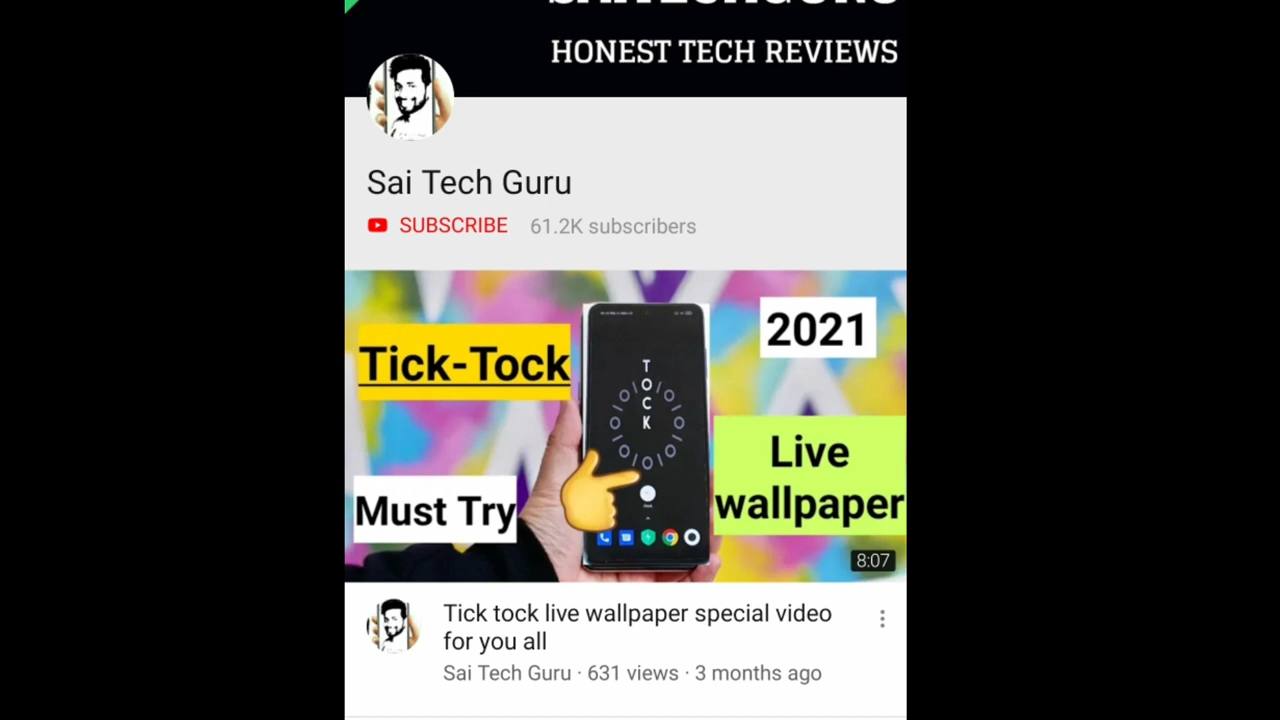 HONEST TECH REVIEWS
Sai Tech Guru
SUBSCRIBE 61.2K subscribers
2021
Tick-Tock
TOCK
Live
wallpaper
Must Try
8:07
Tick tock live wallpaper special video
for you all
Sai Tech Guru · 631 views · 3 months ago